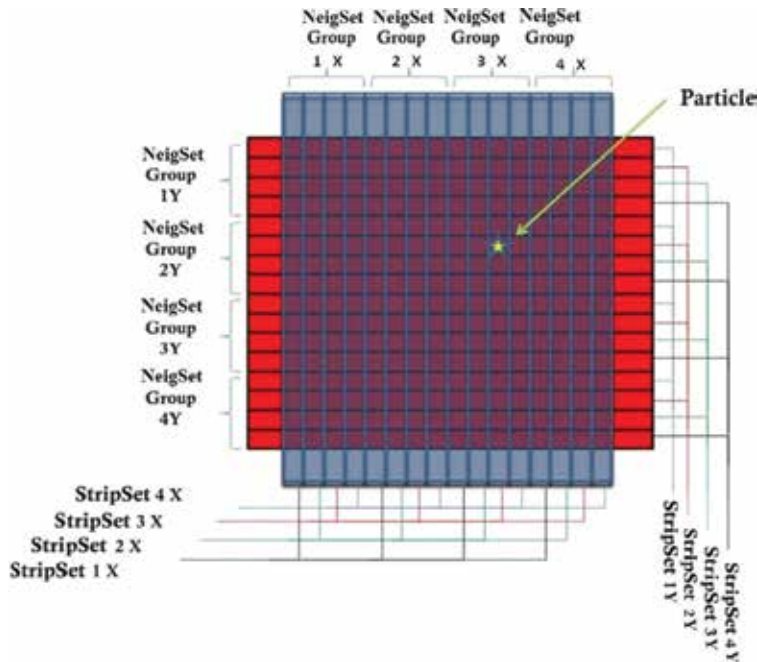 NeigSet NeigSet NeigSet NeigSet
Group Group Group Group
1 X 2 X 3 X 4 X
Particle
NeigSet
Group
1Y
NeigSet
Group
2Y
NeigSet
Group
3Y
NeigSet
Group
4Y
StripSet 4 X
StripSet 3 X
StripSet 2 X
StripSet 1 X
StripSet 1Y
StripSet 2Y
StripSet 3Y
StripSet 4Y